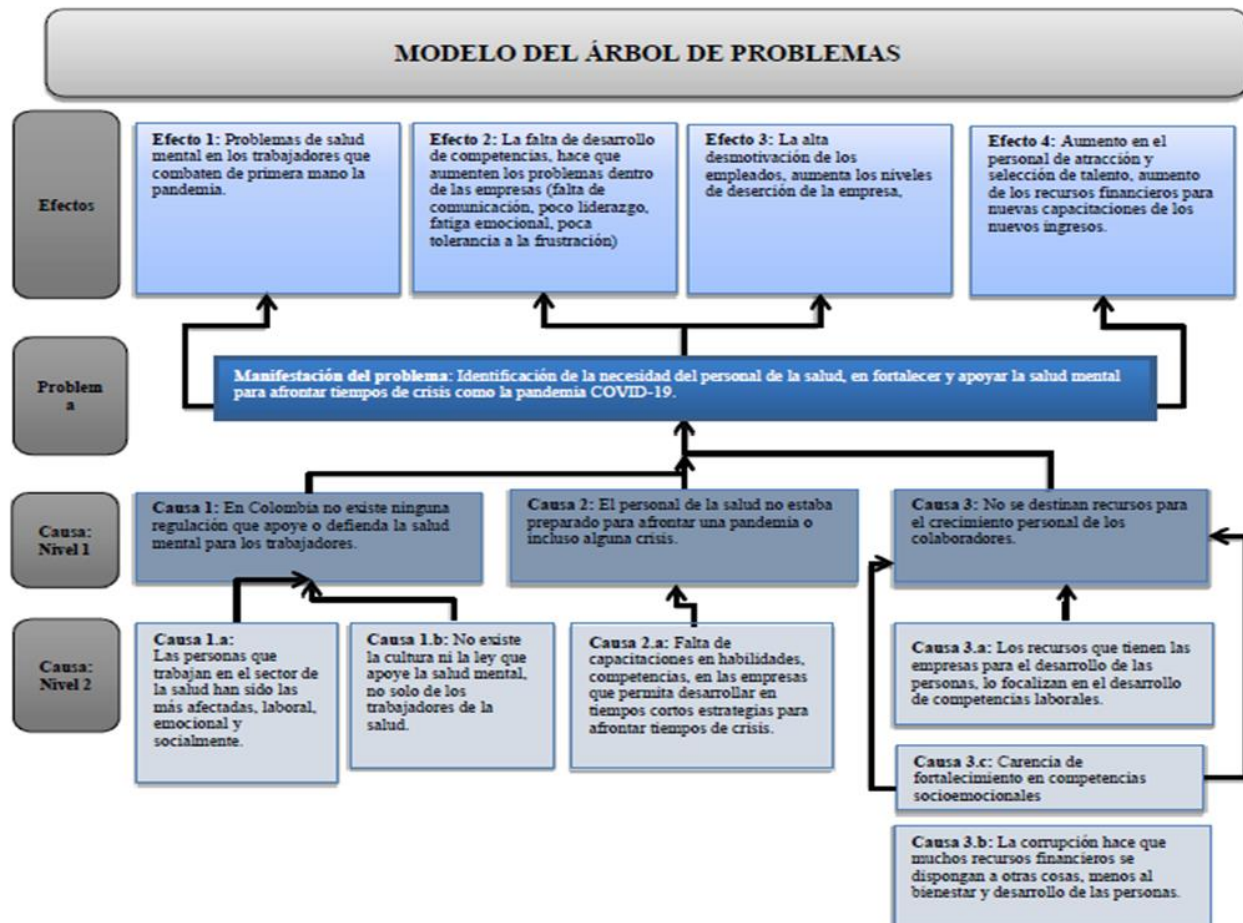 MODELO DEL ÁRBOL DE PROBLEMAS
Efectos
Efecto 1: Problemas de salud
mental en los trabajadores que
combaten de primera mano la
pandemia.
Efecto 2: La falta de desarrollo
de competencias, hace que
aumenten los problemas dentro
de las empresas (falta de
comunicación, poco liderazgo,
fatiga emocional, poca
tolerancia a la frustración)
Efecto 3: La alta
desmotivación de los
empleados, aumenta los niveles
de deserción de la empresa,
Efecto 4: Aumento en el
personal de atracción y
selección de talento, aumento
de los recursos financieros para
nuevas capacitaciones de los
nuevos ingresos.
Problem
a
Manifestación del problema: Identificación de la necesidad del personal de la salud, en fortalecer y apoyar la salud mental
para afrontar tiempos de crisis como la pandemia COVID-19.
Causa:
Nivel 1
Causa 1: En Colombia no existe ninguna
regulación que apoye o defienda la salud
mental para los trabajadores.
Causa 2: El personal de la salud no estaba
preparado para afrontar una pandemia o
incluso alguna crisis.
Causa 3: No se destinan recursos para
el crecimiento personal de los
colaboradores.
Causa:
Nivel 2
Causa 1.a:
Las personas que
trabajan en el sector de
la salud han sido las
más afectadas, laboral,
emocional y
socialmente.
Causa 1.b: No existe
la cultura ni la ley que
apoye la salud mental,
no solo de los
trabajadores de la
salud.
Causa 2.a: Falta de
capacitaciones en habilidades,
competencias, en las empresas
que permita desarrollar en
tiempos cortos estrategias para
afrontar tiempos de crisis.
Causa 3.a: Los recursos que tienen las
empresas para el desarrollo de las
personas, lo focalizan en el desarrollo
de competencias laborales.
Causa 3.c: Carencia de
fortalecimiento en competencias
socioemocionales
Causa 3.b: La corrupción hace que
muchos recursos financieros se
dispongan a otras cosas, menos al
bienestar y desarrollo de las personas.